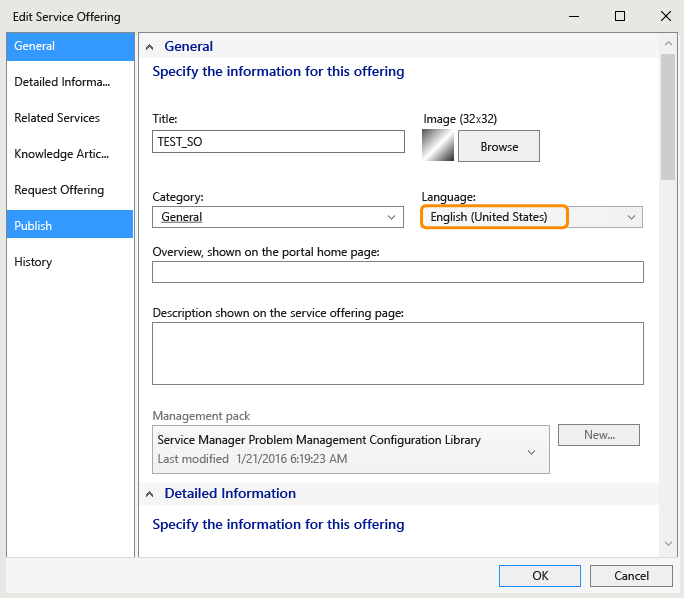 Edit Service Offering
General
Detailed Informa...
Related Services
Knowledge Artic...
Request Offering
Publish
History
General
Specify the information for this offering
Title:
Image (32x32)
TEST_SO
Browse
Category:
Language:
General
English (United States)
Overview, shown on the portal home page:
Description shown on the service offering page:
Management pack
Service Manager Problem Management Configuration Library
Last modified 1/21/2016 6:19:23 AM
New...
Detailed Information
Specify the information for this offering
OK
Cancel